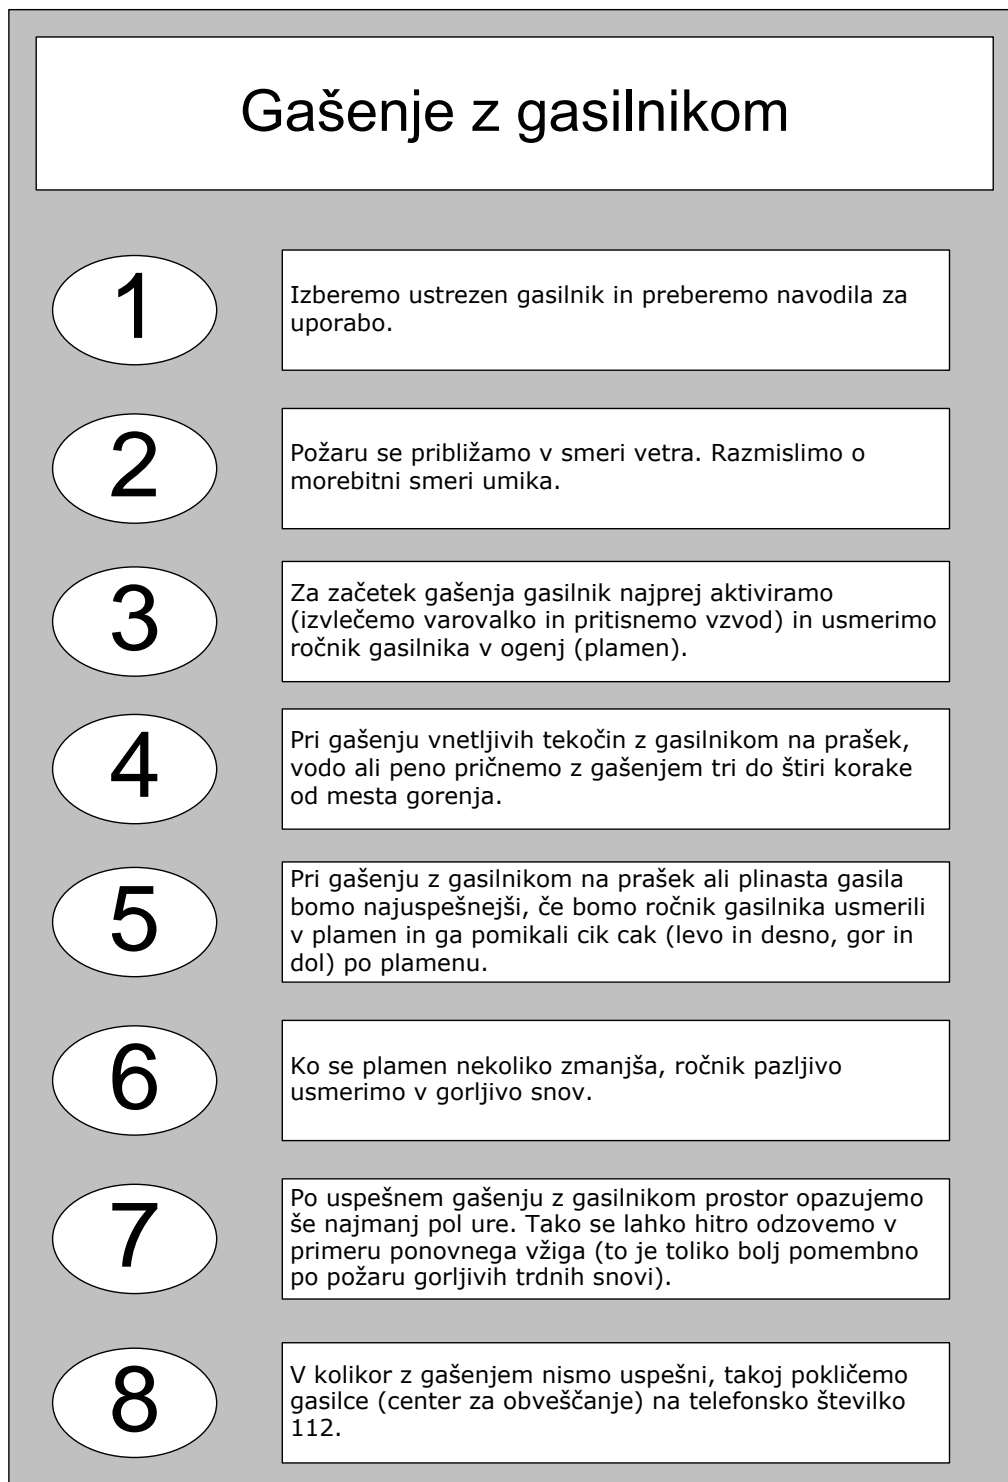 Gašenje z gasilnikom
1
Izberemo ustrezen gasilnik in preberemo navodila za
uporabo.
2
Požaru se približamo v smeri vetra. Razmislimo o
morebitni smeri umika.
3
Za začetek gašenja gasilnik najprej aktiviramo
(izvlečemo varovalko in pritisnemo vzvod) in usmerimo
ročnik gasilnika v ogenj (plamen).
4
Pri gašenju vnetljivih tekočin z gasilnikom na prašek,
vodo ali peno pričnemo z gašenjem tri do štiri korake
od mesta gorenja.
5
Pri gašenju z gasilnikom na prašek ali plinasta gasila
bomo najuspešnejši, če bomo ročnik gasilnika usmerili
v plamen in ga pomikali cik cak (levo in desno, gor in
dol) po plamenu.
6
Ko se plamen nekoliko zmanjša, ročnik pazljivo
usmerimo v gorljivo snov.
7
Po uspešnem gašenju z gasilnikom prostor opazujemo
še najmanj pol ure. Tako se lahko hitro odzovemo v
primeru ponovnega vžiga (to je toliko bolj pomembno
po požaru gorljivih trdnih snovi).
8
V kolikor z gašenjem nismo uspešni, takoj pokličemo
gasilce (center za obveščanje) na telefonsko številko
112.